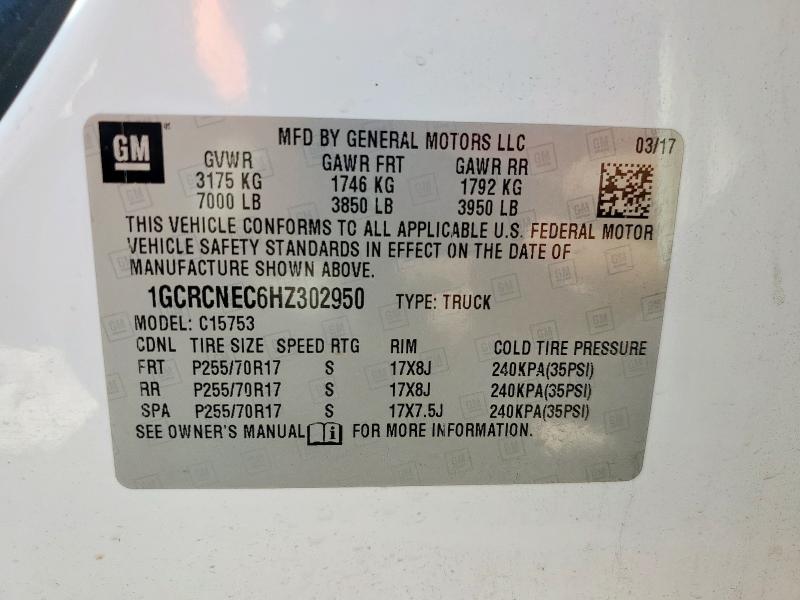 GM
MFD BY GENERAL MOTORS LLC 03/17
GVWR GAWR FRT GAWR RR
3175 KG 1746 KG 1792 KG
7000 LB 3850 LB 3950 LB
THIS VEHICLE CONFORMS TO ALL APPLICABLE U.S. FEDERAL MOTOR
VEHICLE SAFETY STANDARDS IN EFFECT ON THE DATE OF
MANUFACTURE SHOWN ABOVE.
1GCRCNEC6HZ302950 TYPE: TRUCK
MODEL: C15753
CDNL TIRE SIZE SPEED RTG RIM COLD TIRE PRESSURE
FRT P255/70R17 S 17X8J 240KPA(35PSI)
RR P255/70R17 S 17X8J 240KPA(35PSI)
SPA P255/70R17 S 17X7.5J 240KPA(35PSI)
SEE OWNER'S MANUAL i FOR MORE INFORMATION.